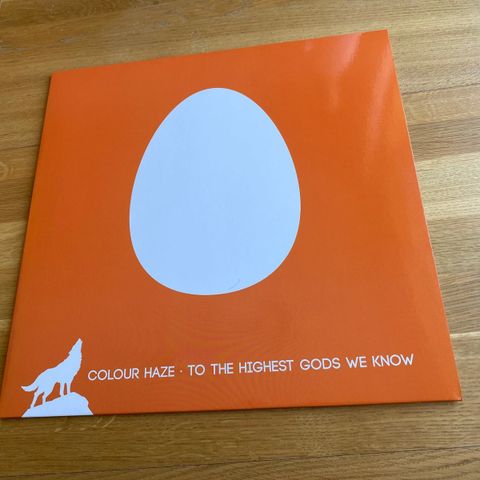 COLOUR HAZE · TO THE HIGHEST GODS WE KNOW